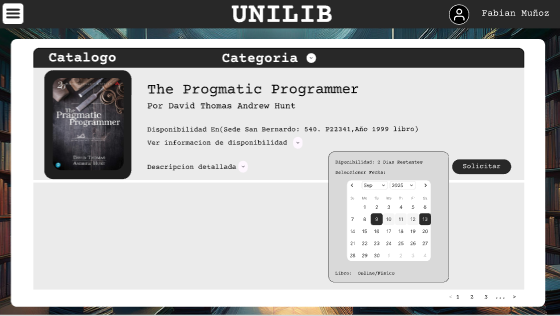 UNILIB
Fabian Muñoz
Catalogo
Categoria
The Pragmatic Programmer
DAVID THOMAS
ANDREW HUNT
The Progmatic Programmer
Por David Thomas Andrew Hunt
Disponibilidad En(Sede San Bernardo: 540. P22341,Año 1999 libro)
Ver informacion de disponibilidad
Descripcion detallada
Solicitar
Disponibilidad: 2 Dias Restantes
Seleccionar Fecha:
< Sep 2025 >
Su Mo Tu We Th Fr Sa
1 2 3 4 5 6
7 8 9 10 11 12 13
14 15 16 17 18 19 20
21 22 23 24 25 26 27
28 29 30 1 2 3 4
Libro: Online/Fisico
< 1 2 3 ... >